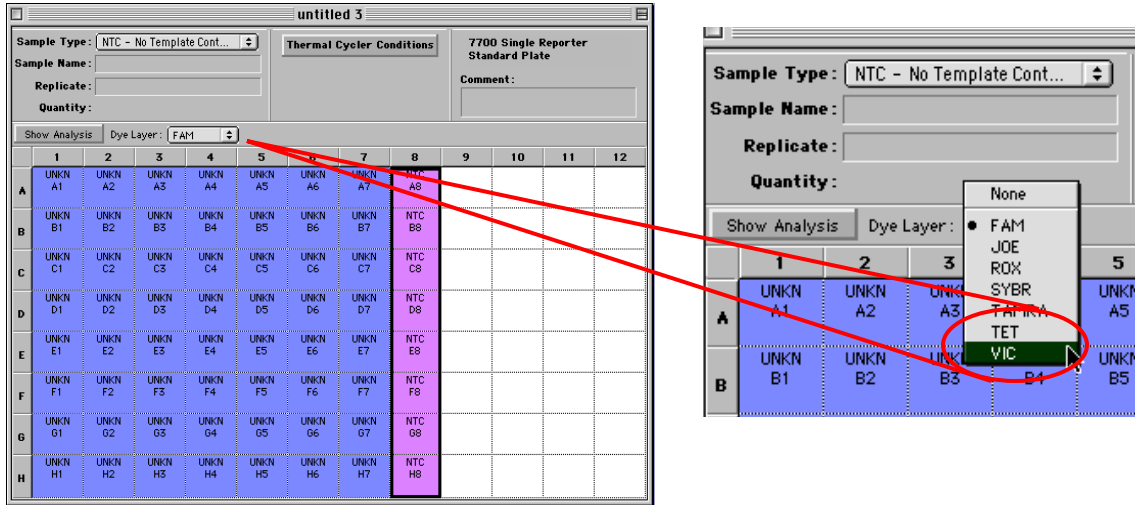 untitled 3
Sample Type: NTC - No Template Cont...
Sample Name:
Replicate:
Quantity:
Thermal Cycler Conditions
7700 Single Reporter
Standard Plate
Comment:
Show Analysis Dye Layer: FAM
1 2 3 4 5 6 7 8 9 10 11 12
A
UNKN UNKN UNKN UNKN UNKN UNKN UNKN NTC
A1 A2 A3 A4 A5 A6 A7 A8
B
UNKN UNKN UNKN UNKN UNKN UNKN UNKN NTC
B1 B2 B3 B4 B5 B6 B7 B8
C
UNKN UNKN UNKN UNKN UNKN UNKN UNKN NTC
C1 C2 C3 C4 C5 C6 C7 C8
D
UNKN UNKN UNKN UNKN UNKN UNKN UNKN NTC
D1 D2 D3 D4 D5 D6 D7 D8
E
UNKN UNKN UNKN UNKN UNKN UNKN UNKN NTC
E1 E2 E3 E4 E5 E6 E7 E8
F
UNKN UNKN UNKN UNKN UNKN UNKN UNKN NTC
F1 F2 F3 F4 F5 F6 F7 F8
G
UNKN UNKN UNKN UNKN UNKN UNKN UNKN NTC
G1 G2 G3 G4 G5 G6 G7 G8
H
UNKN UNKN UNKN UNKN UNKN UNKN UNKN NTC
H1 H2 H3 H4 H5 H6 H7 H8
Sample Type: NTC - No Template Cont...
Sample Name:
Replicate:
Quantity:
Show Analysis Dye Layer:
None
FAM
JOE
ROX
SYBR
TAMRA
TET
VIC
1 2 3 5
A
UNKN UNKN UNKN UNKN
A1 A2 A3 A5
B
UNKN UNKN UNKN UNKN
B1 B2 B3 B4 B5